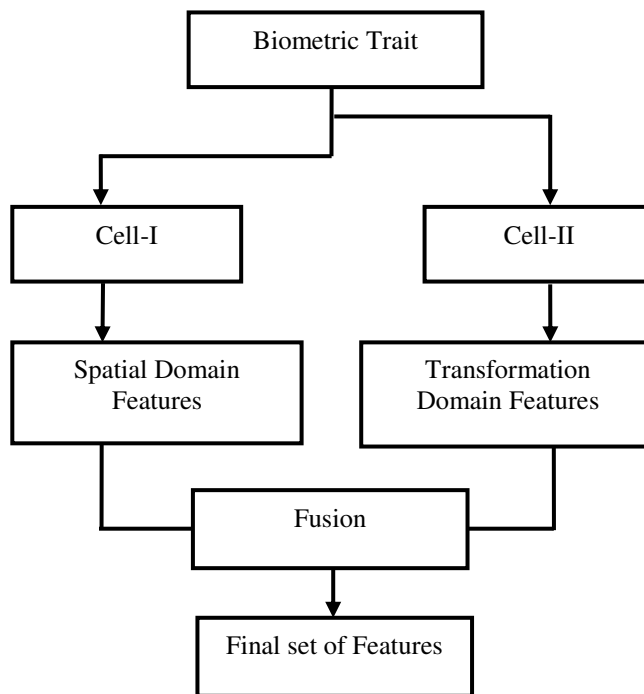 Biometric Trait
Cell-I
Cell-II
Spatial Domain
Features
Transformation
Domain Features
Fusion
Final set of Features